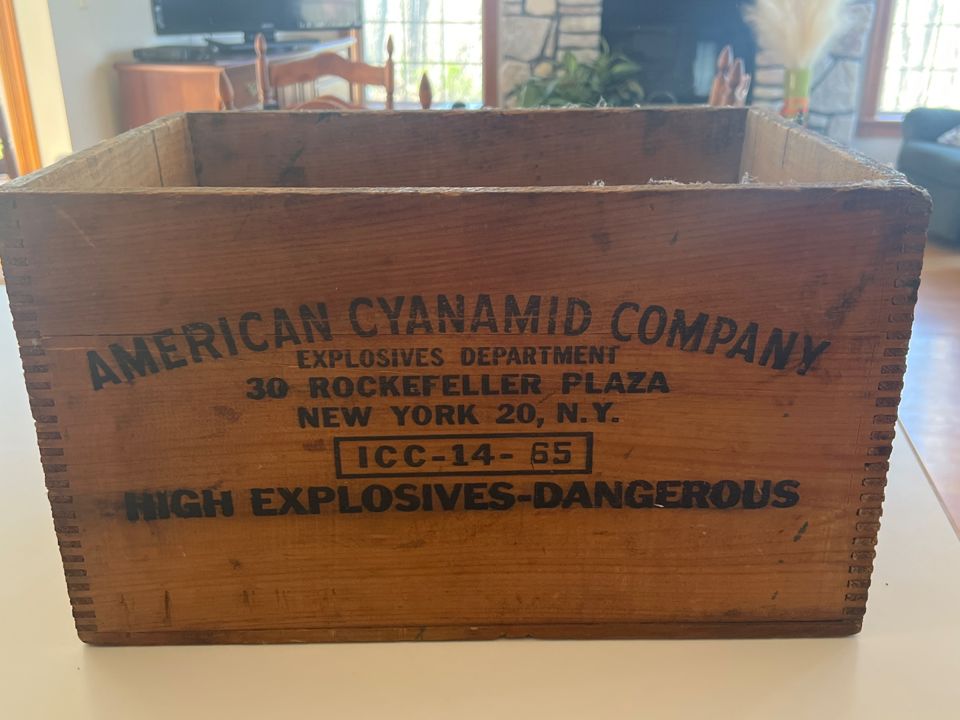 AMERICAN CYANAMID COMPANY
EXPLOSIVES DEPARTMENT
30 ROCKEFELLER PLAZA
NEW YORK 20, N.Y.
ICC-14- 65
HIGH EXPLOSIVES-DANGEROUS